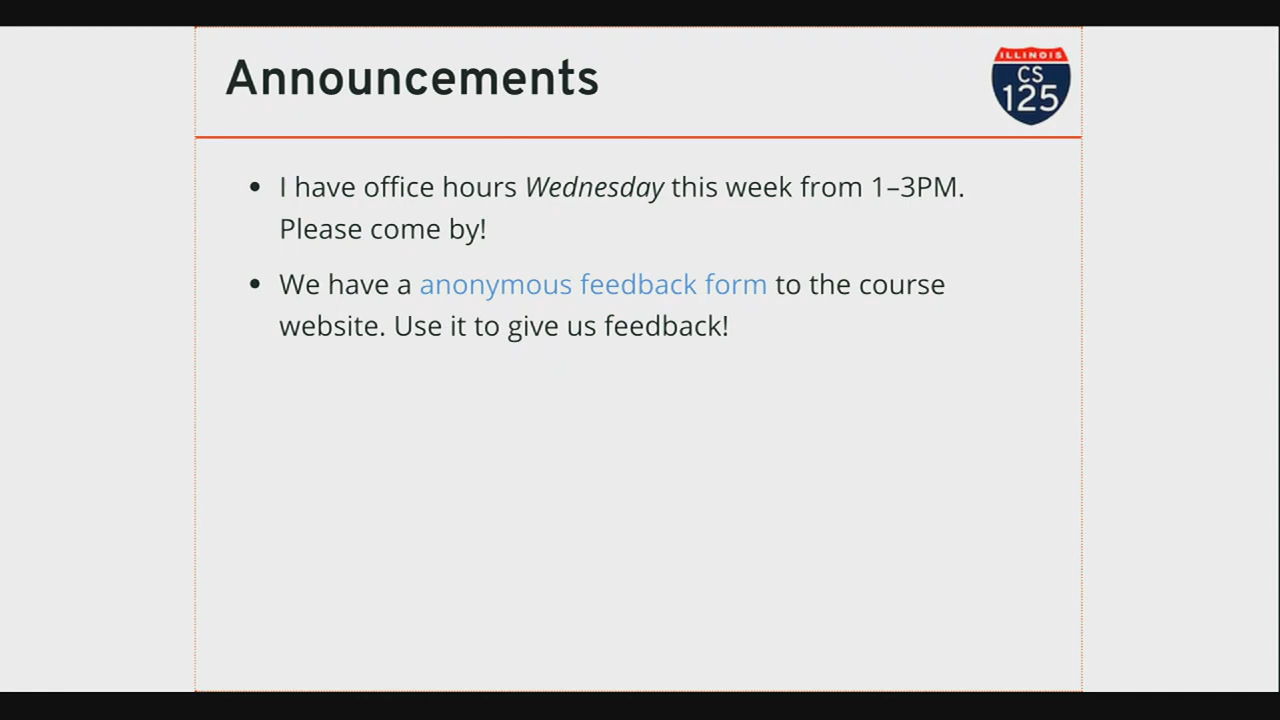 Announcements
ILLINOIS
CS
125
• I have office hours Wednesday this week from 1–3PM.
Please come by!
• We have a anonymous feedback form to the course
website. Use it to give us feedback!